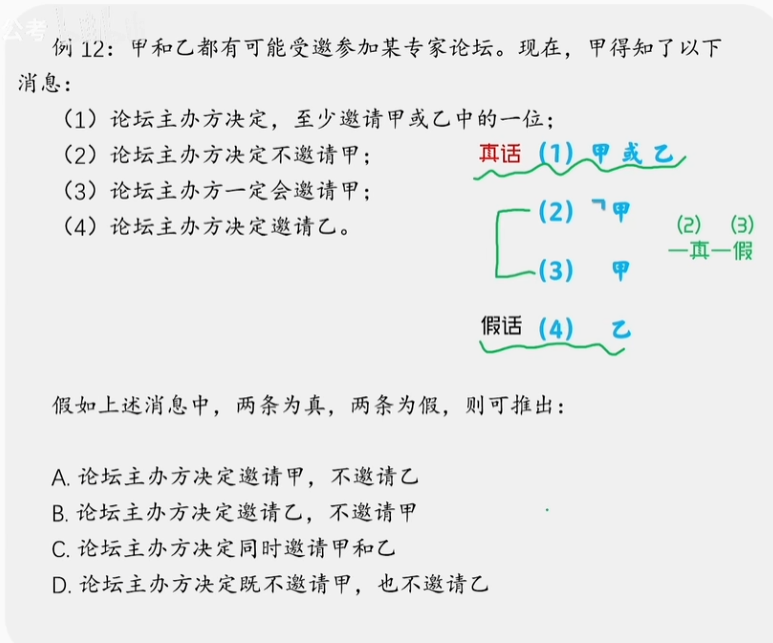 公考
例 12：甲和乙都有可能受邀参加某专家论坛。现在，甲得知了以下
消息：
（1）论坛主办方决定，至少邀请甲或乙中的一位；
（2）论坛主办方决定不邀请甲；
（3）论坛主办方一定会邀请甲；
（4）论坛主办方决定邀请乙。
真话 (1) 甲或乙
(2) ㄱ甲
(3) 甲
(2) (3)
一真一假
假话 (4) 乙
假如上述消息中，两条为真，两条为假，则可推出：
A. 论坛主办方决定邀请甲，不邀请乙
B. 论坛主办方决定邀请乙，不邀请甲
C. 论坛主办方决定同时邀请甲和乙
D. 论坛主办方决定既不邀请甲，也不邀请乙